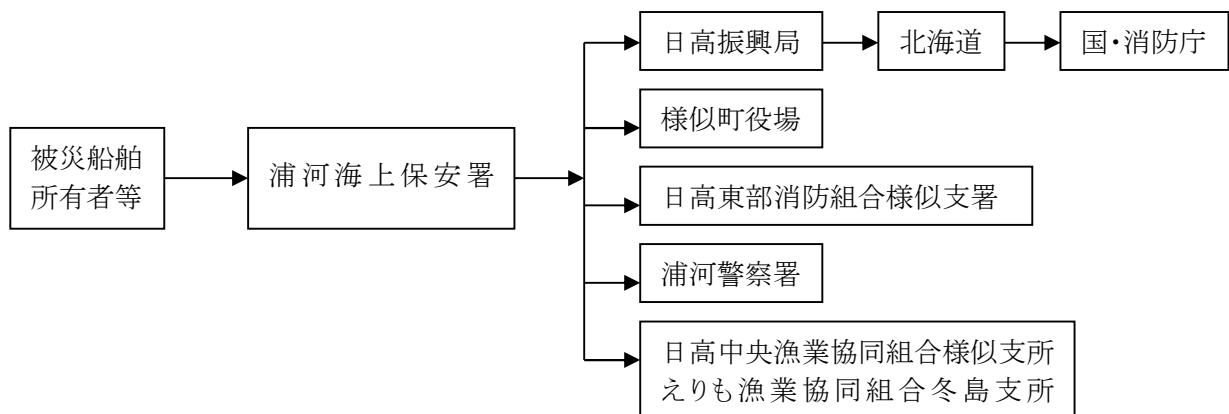 被災船舶
所有者等
浦河海上保安署
日高振興局
北海道
国・消防庁
様似町役場
日高東部消防組合様似支署
浦河警察署
日高中央漁業協同組合様似支所
えりも漁業協同組合冬島支所